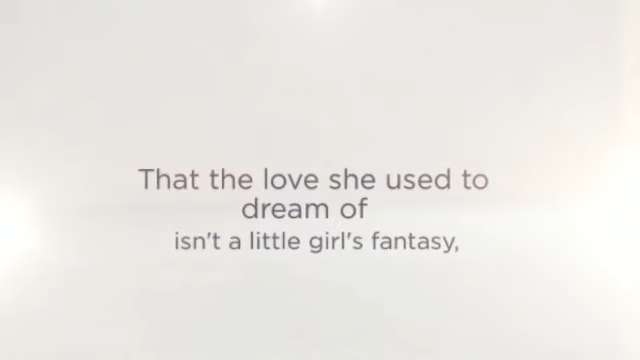 That the love she used to
dream of
isn't a little girl's fantasy,